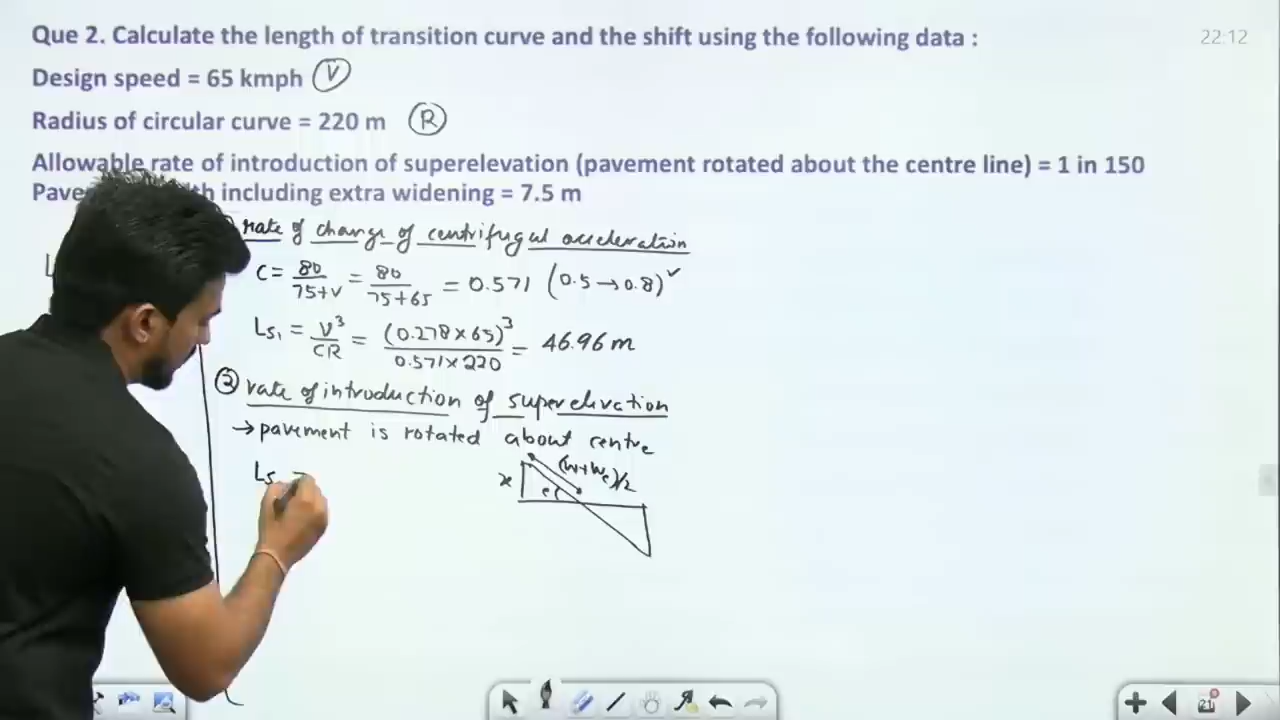 Que 2. Calculate the length of transition curve and the shift using the following data :
22:12
Design speed = 65 kmph V
Radius of circular curve = 220 m R
Allowable rate of introduction of superelevation (pavement rotated about the centre line) = 1 in 150
including extra widening = 7.5 m
rate of change of centrifugal acceleration
C = 80/75+V = 80/75+65 = 0.571 (0.5 → 0.8) ✓
Ls₁ = V³/CR = (0.278×65)³/0.571×220 = 46.96 m
② rate of introduction of superelivation
→ pavement is rotated about centre
Ls =
x (W+We)/2
21